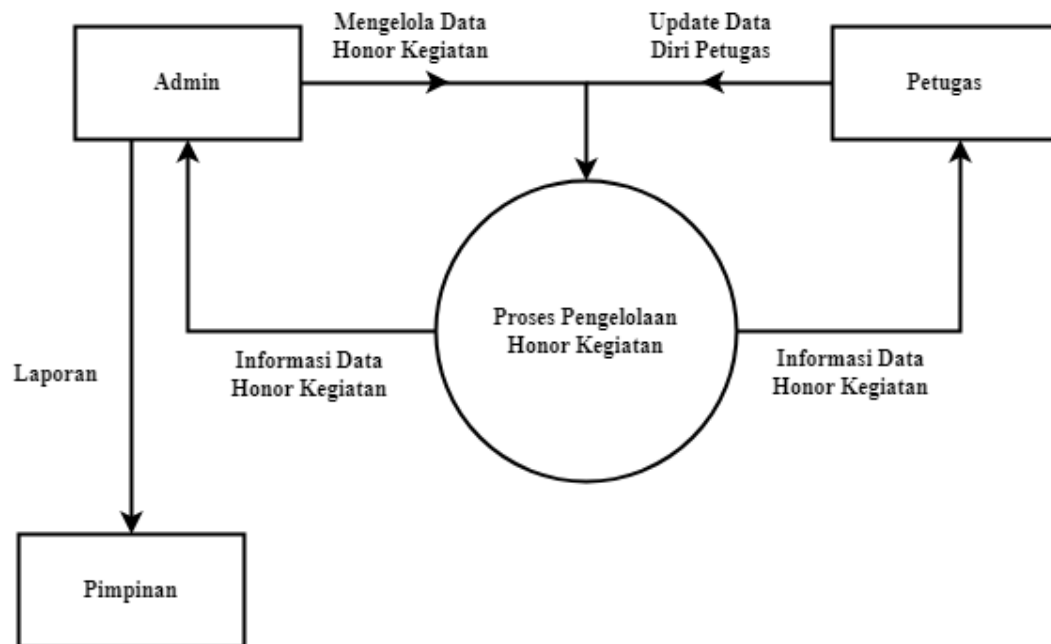 Mengelola Data
Honor Kegiatan
Update Data
Diri Petugas
Admin
Petugas
Proses Pengelolaan
Honor Kegiatan
Informasi Data
Honor Kegiatan
Informasi Data
Honor Kegiatan
Laporan
Pimpinan